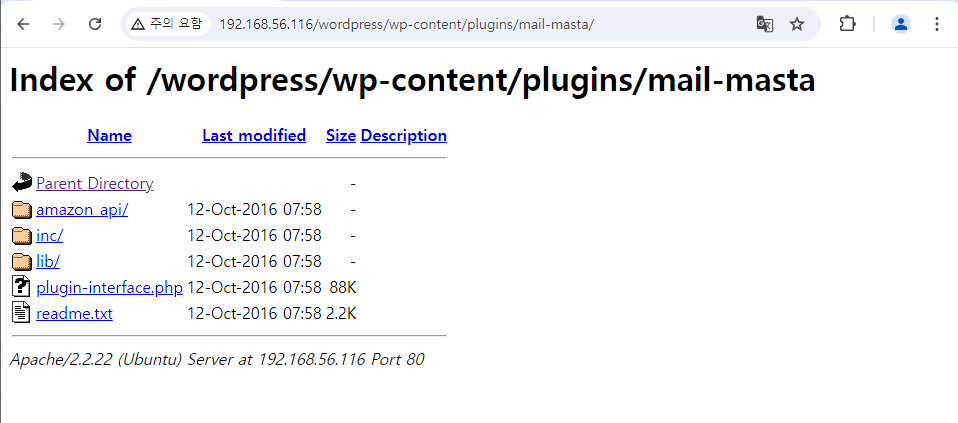 주의 요함 192.168.56.116/wordpress/wp-content/plugins/mail-masta/
Index of /wordpress/wp-content/plugins/mail-masta
Name Last modified Size Description
Parent Directory -
amazon_api/ 12-Oct-2016 07:58 -
inc/ 12-Oct-2016 07:58 -
lib/ 12-Oct-2016 07:58 -
plugin-interface.php 12-Oct-2016 07:58 88K
readme.txt 12-Oct-2016 07:58 2.2K
Apache/2.2.22 (Ubuntu) Server at 192.168.56.116 Port 80